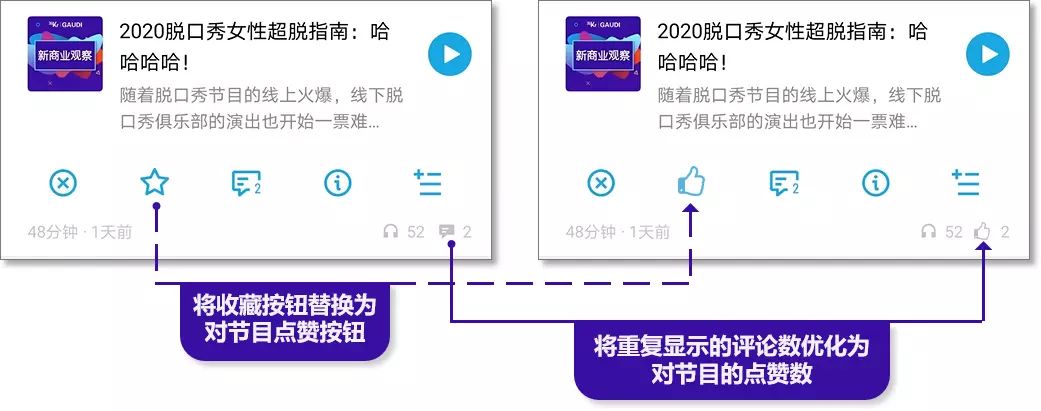 36Kr GAUDI
新商业观察
2020脱口秀女性超脱指南：哈
哈哈哈哈！
随着脱口秀节目的线上火爆，线下脱
口秀俱乐部的演出也开始一票难...
2
48分钟 · 1天前
52
2
36Kr GAUDI
新商业观察
2020脱口秀女性超脱指南：哈
哈哈哈哈！
随着脱口秀节目的线上火爆，线下脱
口秀俱乐部的演出也开始一票难...
2
48分钟 · 1天前
52
2
将收藏按钮替换为
对节目点赞按钮
将重复显示的评论数优化为
对节目的点赞数